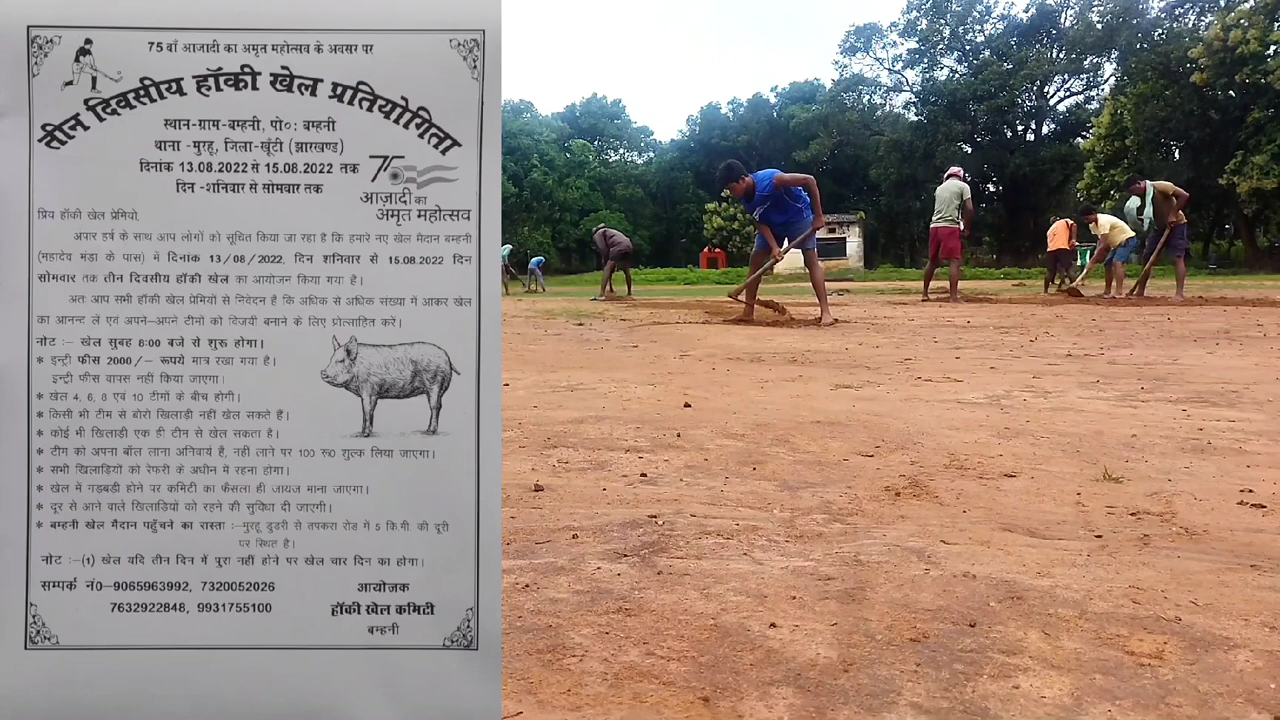 75 वाँ आजादी का अमृत महोत्सव के अवसर पर
तीन दिवसीय हॉकी खेल प्रतियोगिता
स्थान-ग्राम-बम्हनी, पो०: बम्हनी
थाना -मुरहू, जिला-खूँटी (झारखण्ड)
दिनांक 13.08.2022 से 15.08.2022 तक
दिन -शनिवार से सोमवार तक
75
आज़ादी का
अमृत महोत्सव
प्रिय हॉकी खेल प्रेमियो,
अपार हर्ष के साथ आप लोगों को सूचित किया जा रहा है कि हमारे नए खेल मैदान बम्हनी
(महादेव मंडा के पास) में दिनांक 13/08/2022, दिन शनिवार से 15.08.2022 दिन
सोमवार तक तीन दिवसीय हॉकी खेल का आयोजन किया गया है।
अतः आप सभी हॉकी खेल प्रेमियों से निवेदन है कि अधिक से अधिक संख्या में आकर खेल
का आनन्द लें एवं अपने–अपने टीमों को विजयी बनाने के लिए प्रोत्साहित करें।
नोट :– खेल सुबह 8:00 बजे से शुरू होगा।
* इन्ट्री फीस 2000/– रूपये मात्र रखा गया है।
इन्ट्री फीस वापस नहीं किया जाएगा।
* खेल 4, 6, 8 एवं 10 टीमों के बीच होगी।
* किसी भी टीम से बोरो खिलाड़ी नहीं खेल सकते हैं।
* कोई भी खिलाड़ी एक ही टीम से खेल सकता है।
* टीम को अपना बॉल लाना अनिवार्य है, नहीं लाने पर 100 रू0 शुल्क लिया जाएगा।
* सभी खिलाड़ियों को रेफरी के अधीन में रहना होगा।
* खेल में गड़बड़ी होने पर कमिटी का फैसला ही जायज माना जाएगा।
* दूर से आने वाले खिलाड़ियों को रहने की सुविधा दी जाएगी।
* बम्हनी खेल मैदान पहुँचने का रास्ता :–मुरहू डुडरी से तपकरा रोड में 5 कि.मी. की दूरी
पर स्थित है।
नोट :–(1) खेल यदि तीन दिन में पुरा नहीं होने पर खेल चार दिन का होगा।
सम्पर्क नं0–9065963992, 7320052026
7632922848, 9931755100
आयोजक
हॉकी खेल कमिटी
बम्हनी